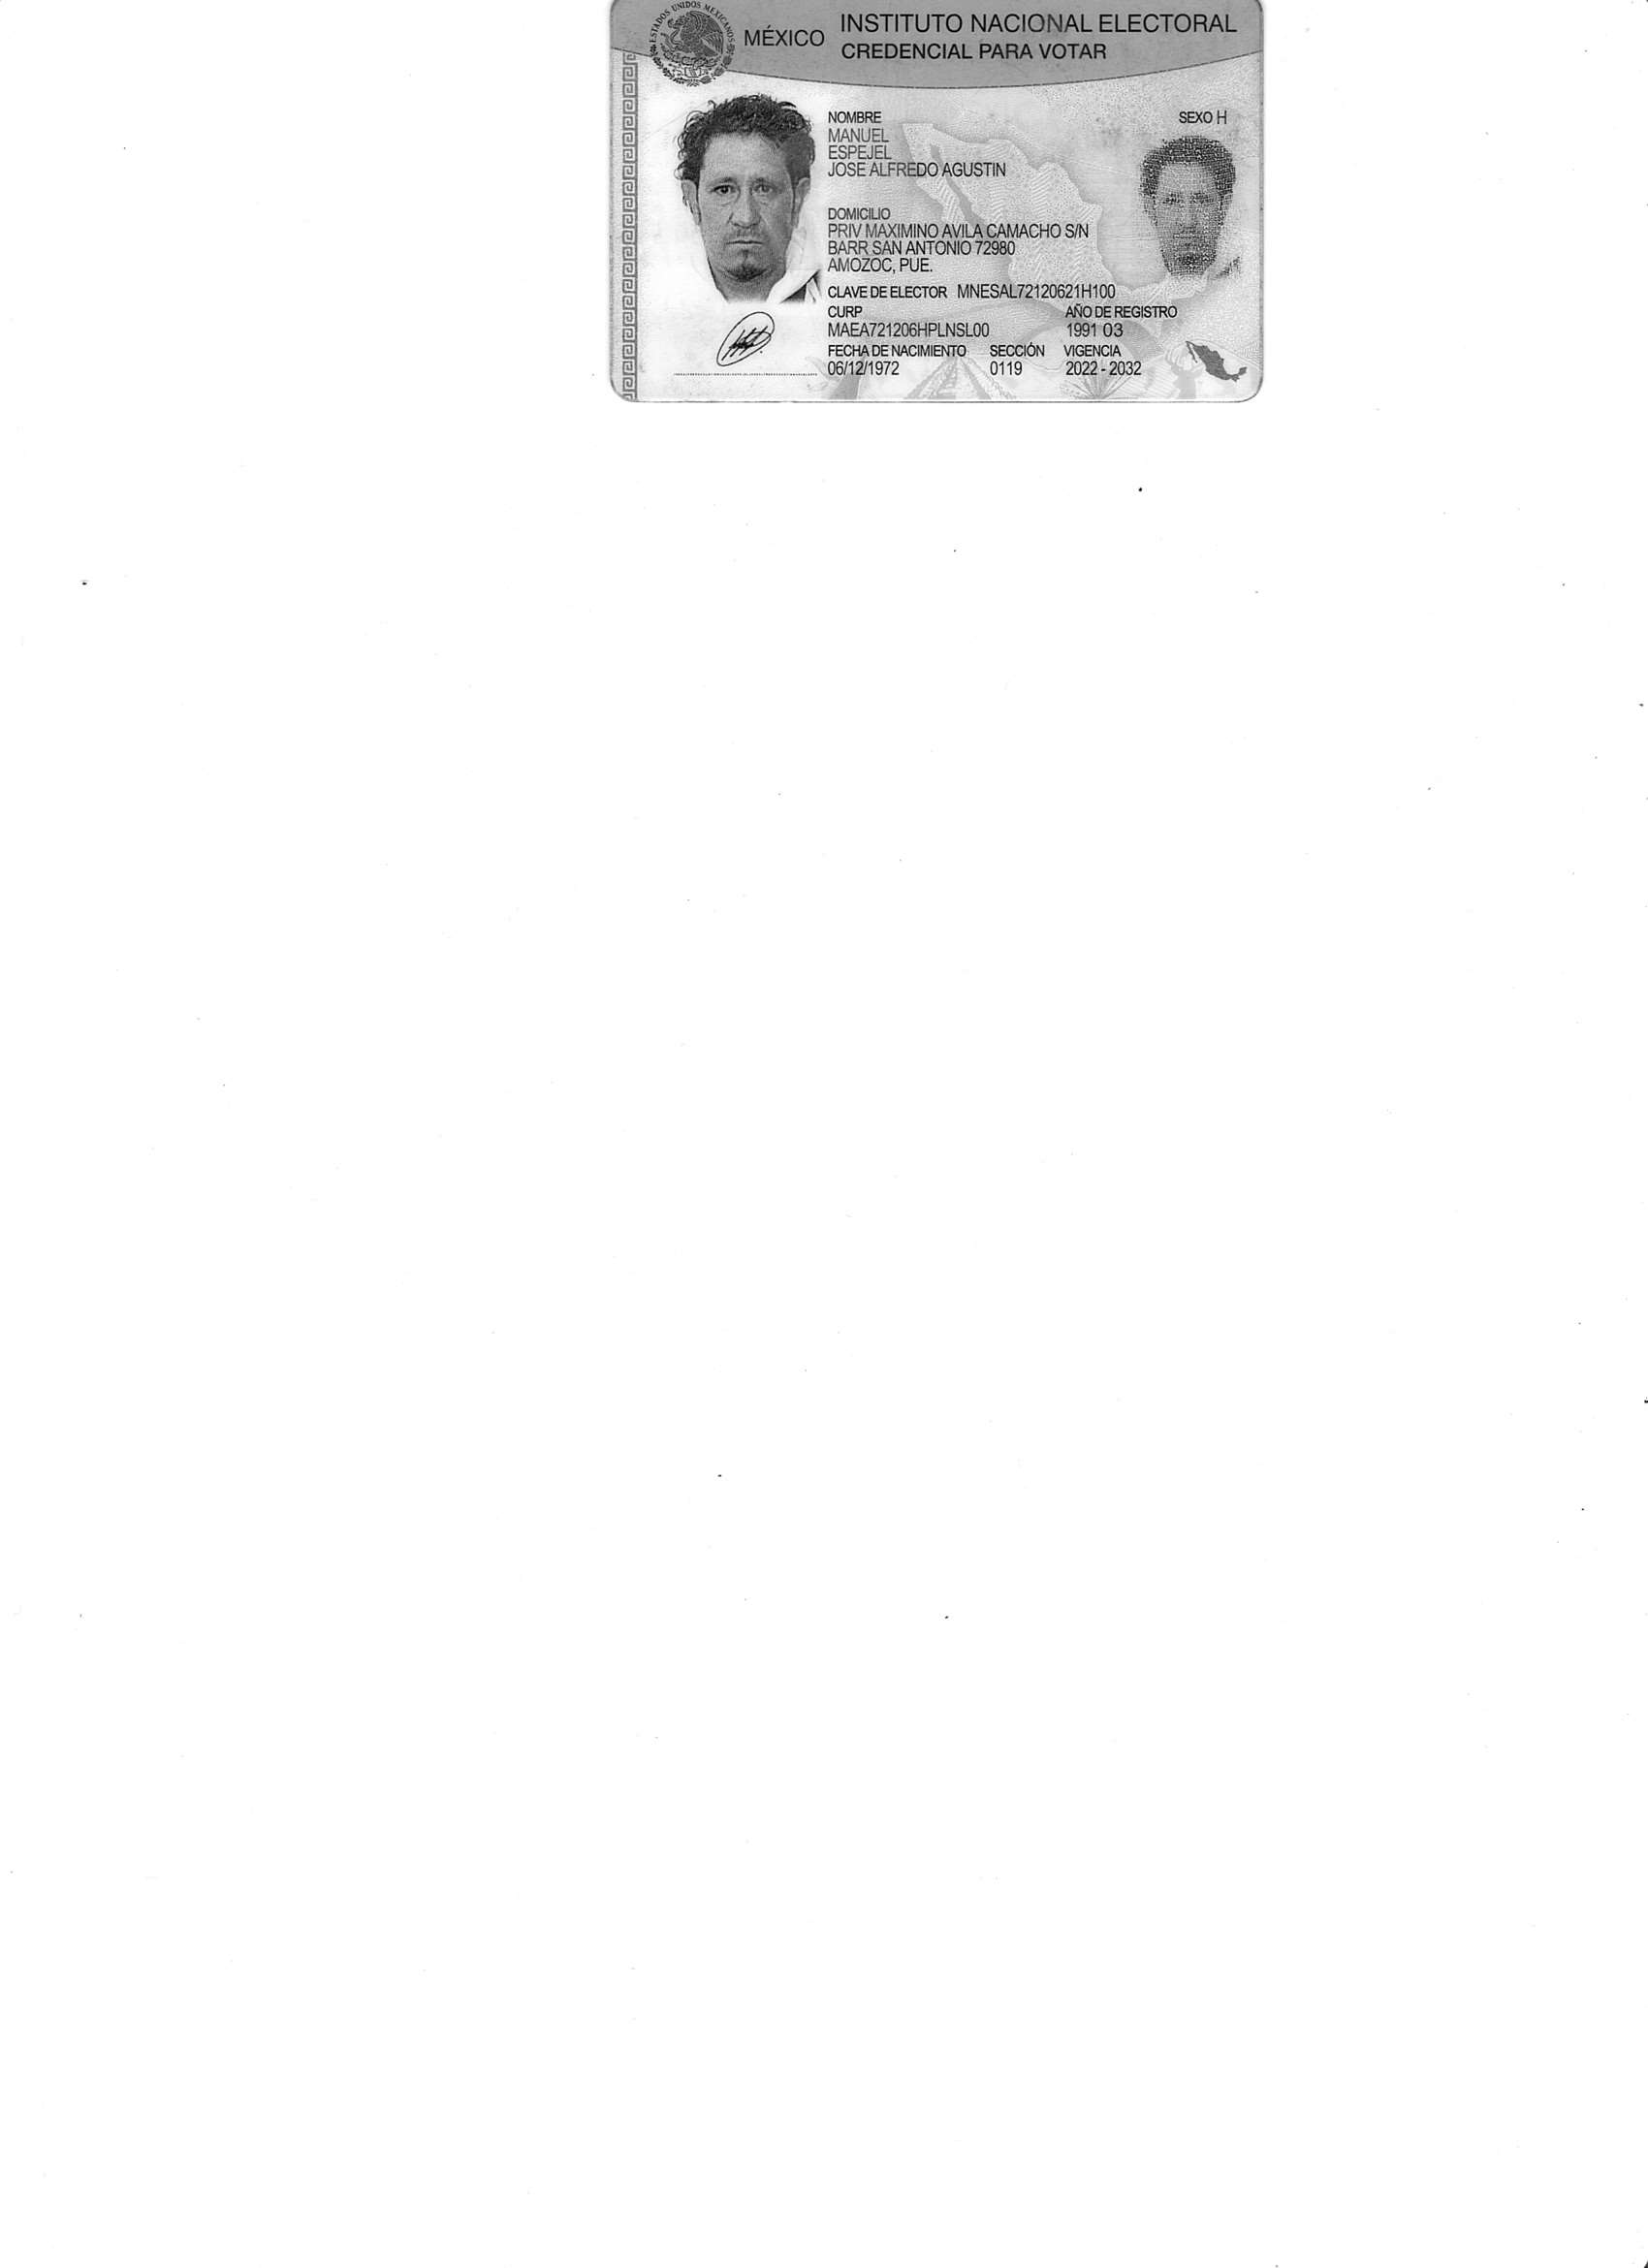 ESTADOS UNIDOS MEXICANOS
MÉXICO
INSTITUTO NACIONAL ELECTORAL
CREDENCIAL PARA VOTAR
NOMBRE
MANUEL
ESPEJEL
JOSE ALFREDO AGUSTIN
SEXO H
DOMICILIO
PRIV MAXIMINO AVILA CAMACHO S/N
BARR SAN ANTONIO 72980
AMOZOC, PUE.
CLAVE DE ELECTOR MNESAL72120621H100
CURP
MAEA721206HPLNSL00
AÑO DE REGISTRO
1991 03
FECHA DE NACIMIENTO
06/12/1972
SECCIÓN
0119
VIGENCIA
2022 - 2032